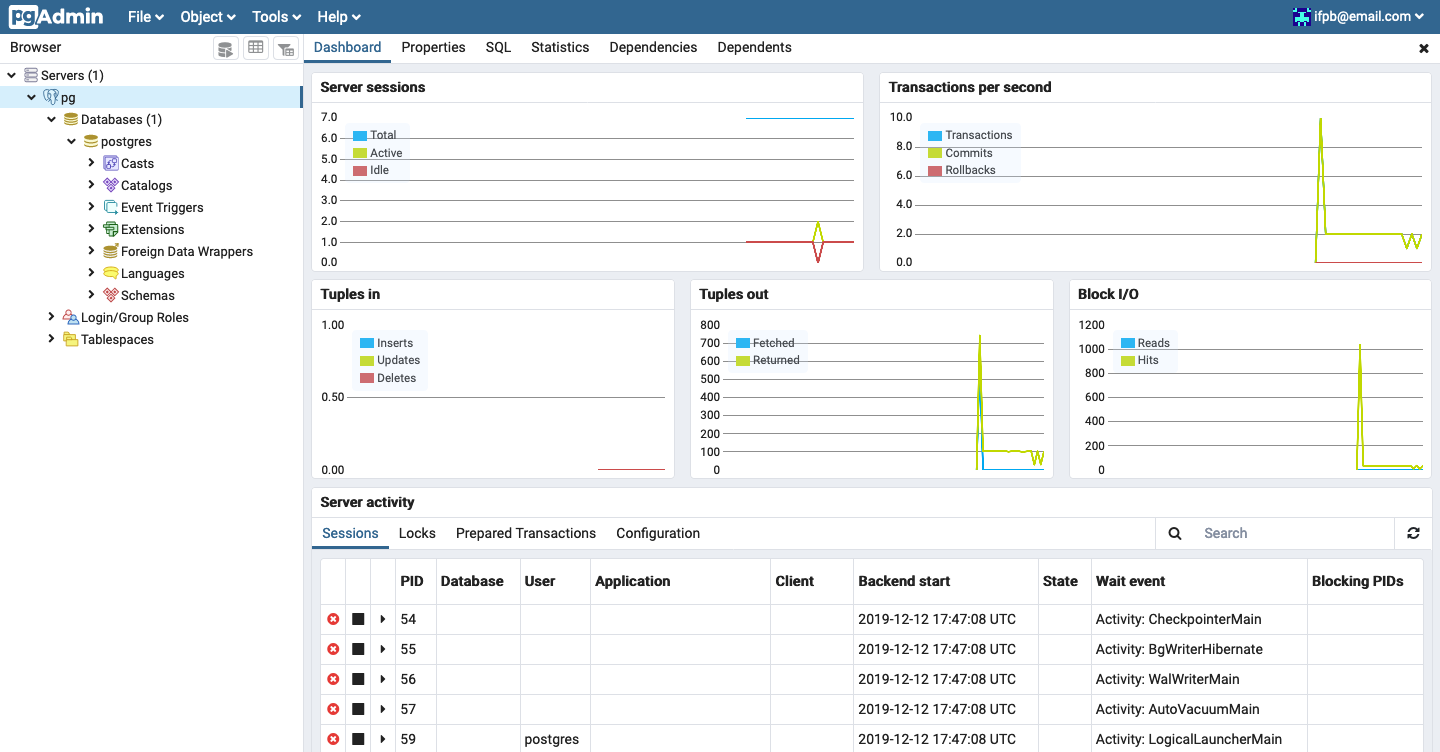 pgAdmin File Object Tools Help ifpb@email.com
Browser
Dashboard Properties SQL Statistics Dependencies Dependents
Servers (1)
pg
Databases (1)
postgres
Casts
Catalogs
Event Triggers
Extensions
Foreign Data Wrappers
Languages
Schemas
Login/Group Roles
Tablespaces
Server sessions
7.0
6.0
5.0
4.0
3.0
2.0
1.0
0.0
Total
Active
Idle
Transactions per second
10.0
8.0
6.0
4.0
2.0
0.0
Transactions
Commits
Rollbacks
Tuples in
1.00
0.50
0.00
Inserts
Updates
Deletes
Tuples out
800
700
600
500
400
300
200
100
0
Fetched
Returned
Block I/O
1200
1000
800
600
400
200
0
Reads
Hits
Server activity
Sessions Locks Prepared Transactions Configuration Search
PID Database User Application Client Backend start State Wait event Blocking PIDs
54 2019-12-12 17:47:08 UTC Activity: CheckpointerMain
55 2019-12-12 17:47:08 UTC Activity: BgWriterHibernate
56 2019-12-12 17:47:08 UTC Activity: WalWriterMain
57 2019-12-12 17:47:08 UTC Activity: AutoVacuumMain
59 postgres 2019-12-12 17:47:08 UTC Activity: LogicalLauncherMain